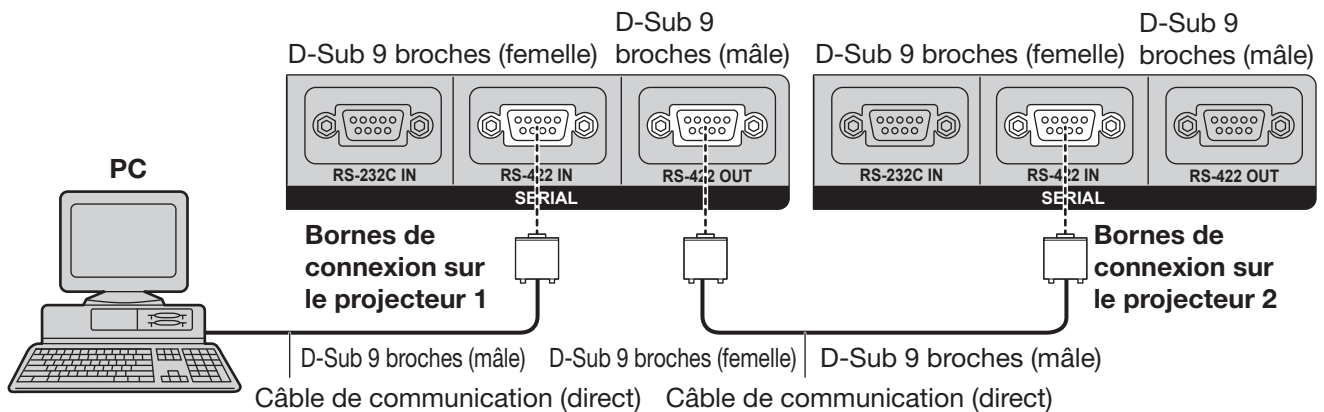 D-Sub 9 broches (femelle)
D-Sub 9
broches (mâle)
D-Sub 9 broches (femelle)
D-Sub 9
broches (mâle)
RS-232C IN
RS-422 IN
RS-422 OUT
SERIAL
RS-232C IN
RS-422 IN
RS-422 OUT
SERIAL
PC
Bornes de
connexion sur
le projecteur 1
Bornes de
connexion sur
le projecteur 2
D-Sub 9 broches (mâle)
D-Sub 9 broches (femelle)
D-Sub 9 broches (mâle)
Câble de communication (direct)
Câble de communication (direct)